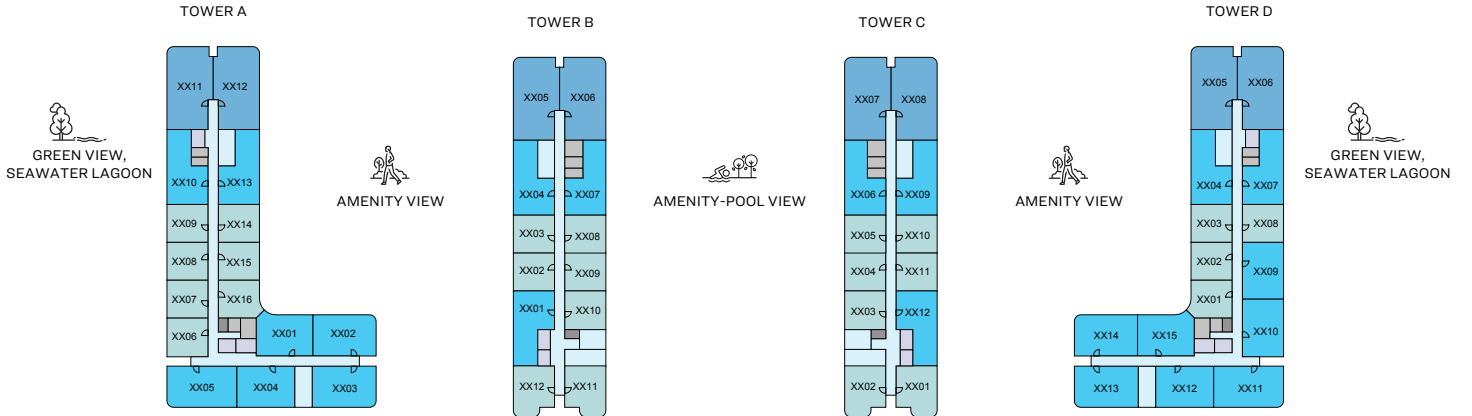 TOWER A
TOWER B
TOWER C
TOWER D
GREEN VIEW,
SEAWATER LAGOON
AMENITY VIEW
AMENITY-POOL VIEW
AMENITY VIEW
GREEN VIEW,
SEAWATER LAGOON
XX11 XX12
XX10 XX13
XX09 XX14
XX08 XX15
XX07 XX16
XX06 XX01 XX02
XX05 XX04 XX03
XX05 XX06
XX04 XX07
XX03 XX08
XX02 XX09
XX01 XX10
XX12 XX11
XX07 XX08
XX06 XX09
XX05 XX10
XX04 XX11
XX03 XX12
XX02 XX01
XX05 XX06
XX04 XX07
XX03 XX08
XX02 XX09
XX01
XX14 XX15 XX10
XX13 XX12 XX11